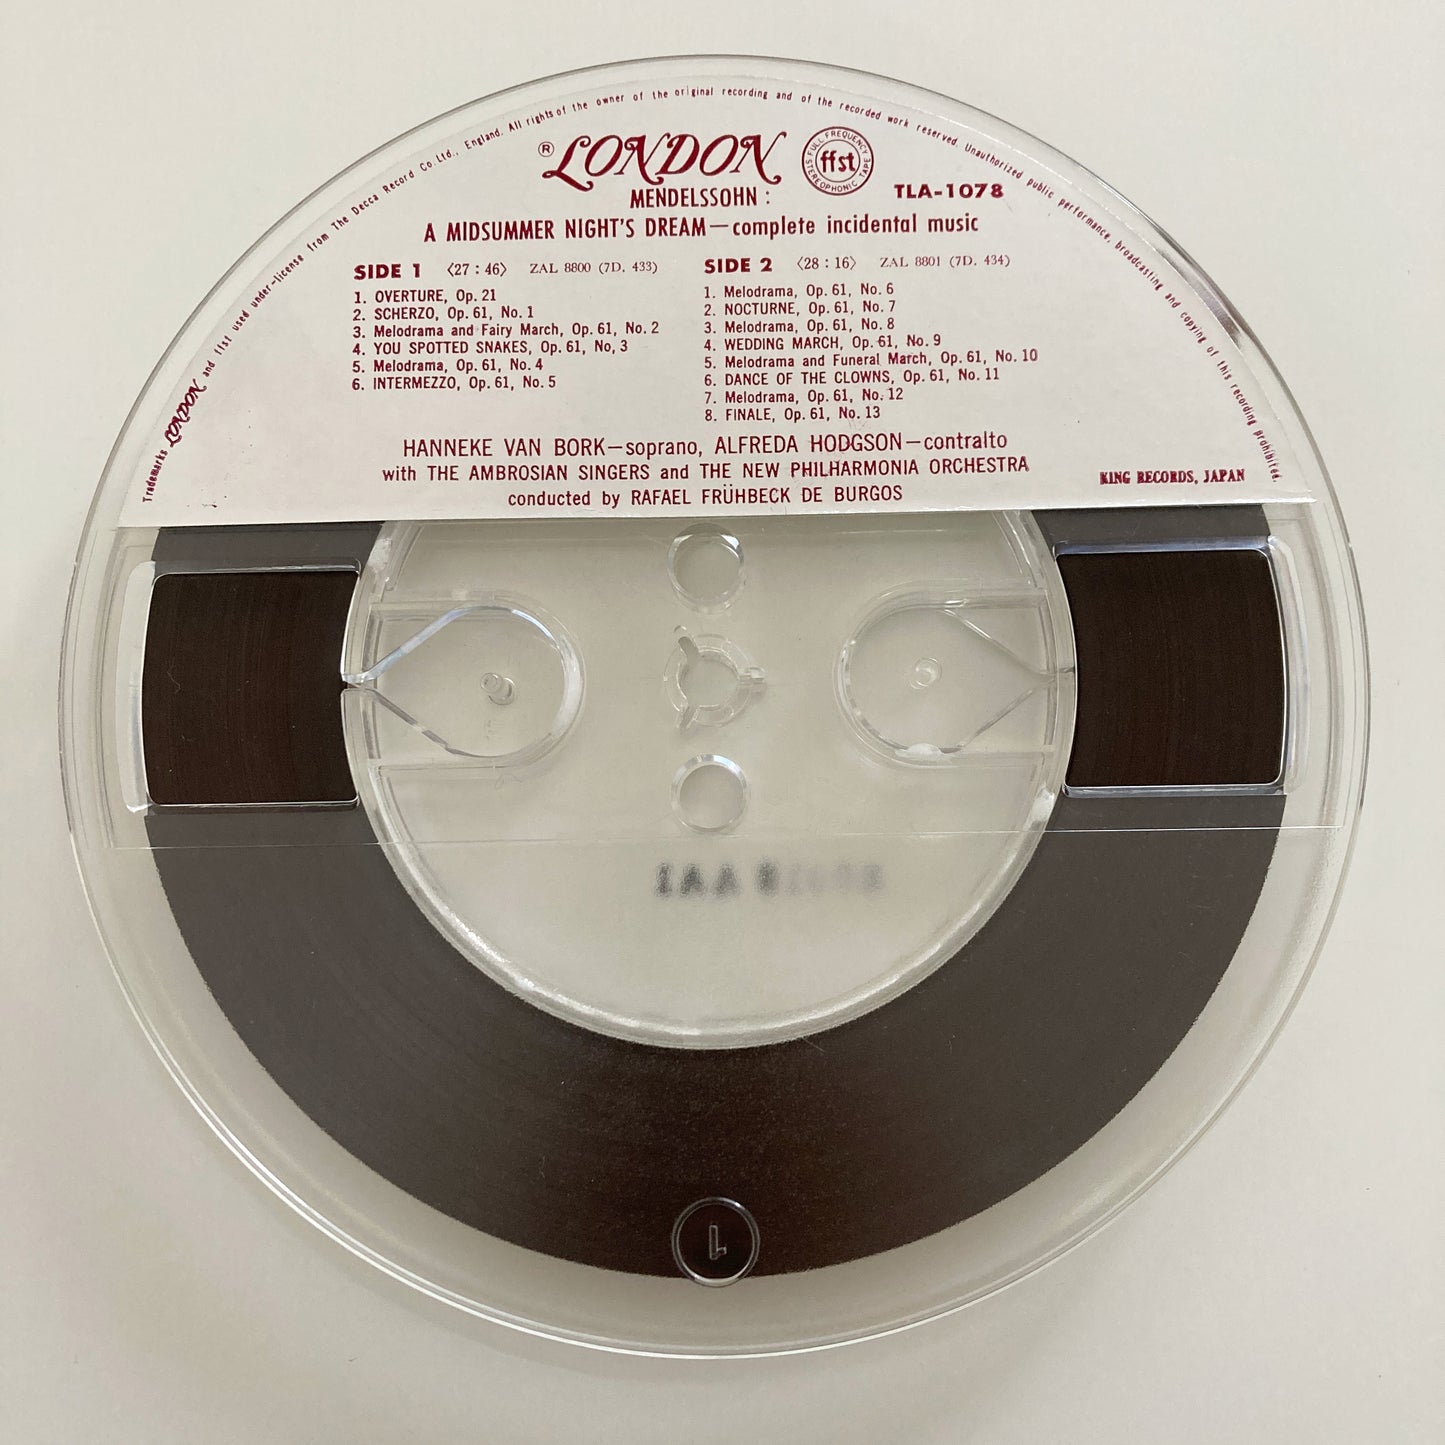 Trademarks LONDON and ffst used under-license from The Decca Record Co. Ltd., England. All rights of the owner of the original recording and of the recorded work reserved. Unauthorized public performance, broadcasting and copying of this recording prohibited.
® LONDON
FULL FREQUENCY
ffst
STEREOPHONIC TAPE
TLA-1078
MENDELSSOHN :
A MIDSUMMER NIGHT'S DREAM—complete incidental music
SIDE 1 〈27 : 46〉 ZAL 8800 (7D. 433)
1. OVERTURE, Op. 21
2. SCHERZO, Op. 61, No. 1
3. Melodrama and Fairy March, Op. 61, No. 2
4. YOU SPOTTED SNAKES, Op. 61, No, 3
5. Melodrama, Op. 61, No. 4
6. INTERMEZZO, Op. 61, No. 5
SIDE 2 〈28 : 16〉 ZAL 8801 (7D. 434)
1. Melodrama, Op. 61, No. 6
2. NOCTURNE, Op. 61, No. 7
3. Melodrama, Op. 61, No. 8
4. WEDDING MARCH, Op. 61, No. 9
5. Melodrama and Funeral March, Op. 61, No. 10
6. DANCE OF THE CLOWNS, Op. 61, No. 11
7. Melodrama, Op. 61, No. 12
8. FINALE, Op. 61, No. 13
HANNEKE VAN BORK—soprano, ALFREDA HODGSON—contralto
with THE AMBROSIAN SINGERS and THE NEW PHILHARMONIA ORCHESTRA
conducted by RAFAEL FRÜHBECK DE BURGOS
KING RECORDS, JAPAN
1